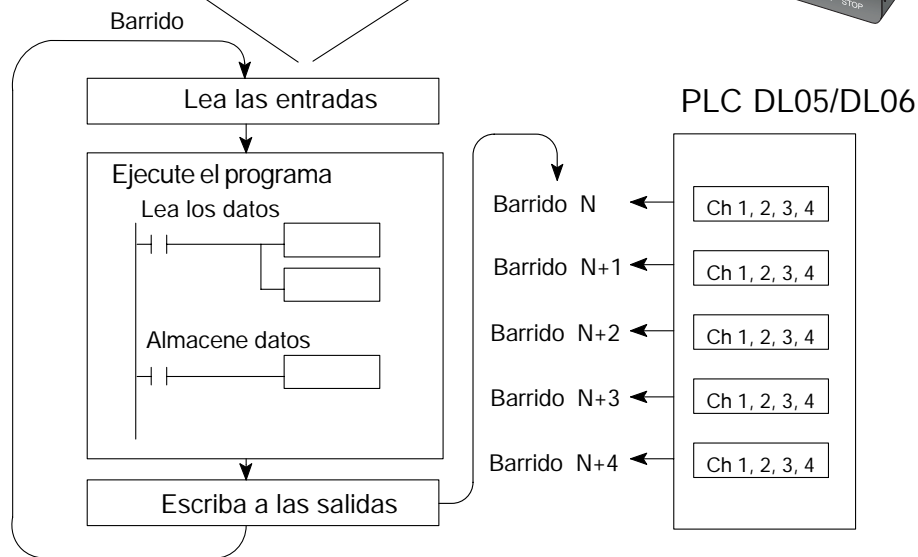 STOP
Barrido
Lea las entradas
Ejecute el programa
Lea los datos
Almacene datos
Escriba a las salidas
PLC DL05/DL06
Barrido N
Ch 1, 2, 3, 4
Barrido N+1
Ch 1, 2, 3, 4
Barrido N+2
Ch 1, 2, 3, 4
Barrido N+3
Ch 1, 2, 3, 4
Barrido N+4
Ch 1, 2, 3, 4